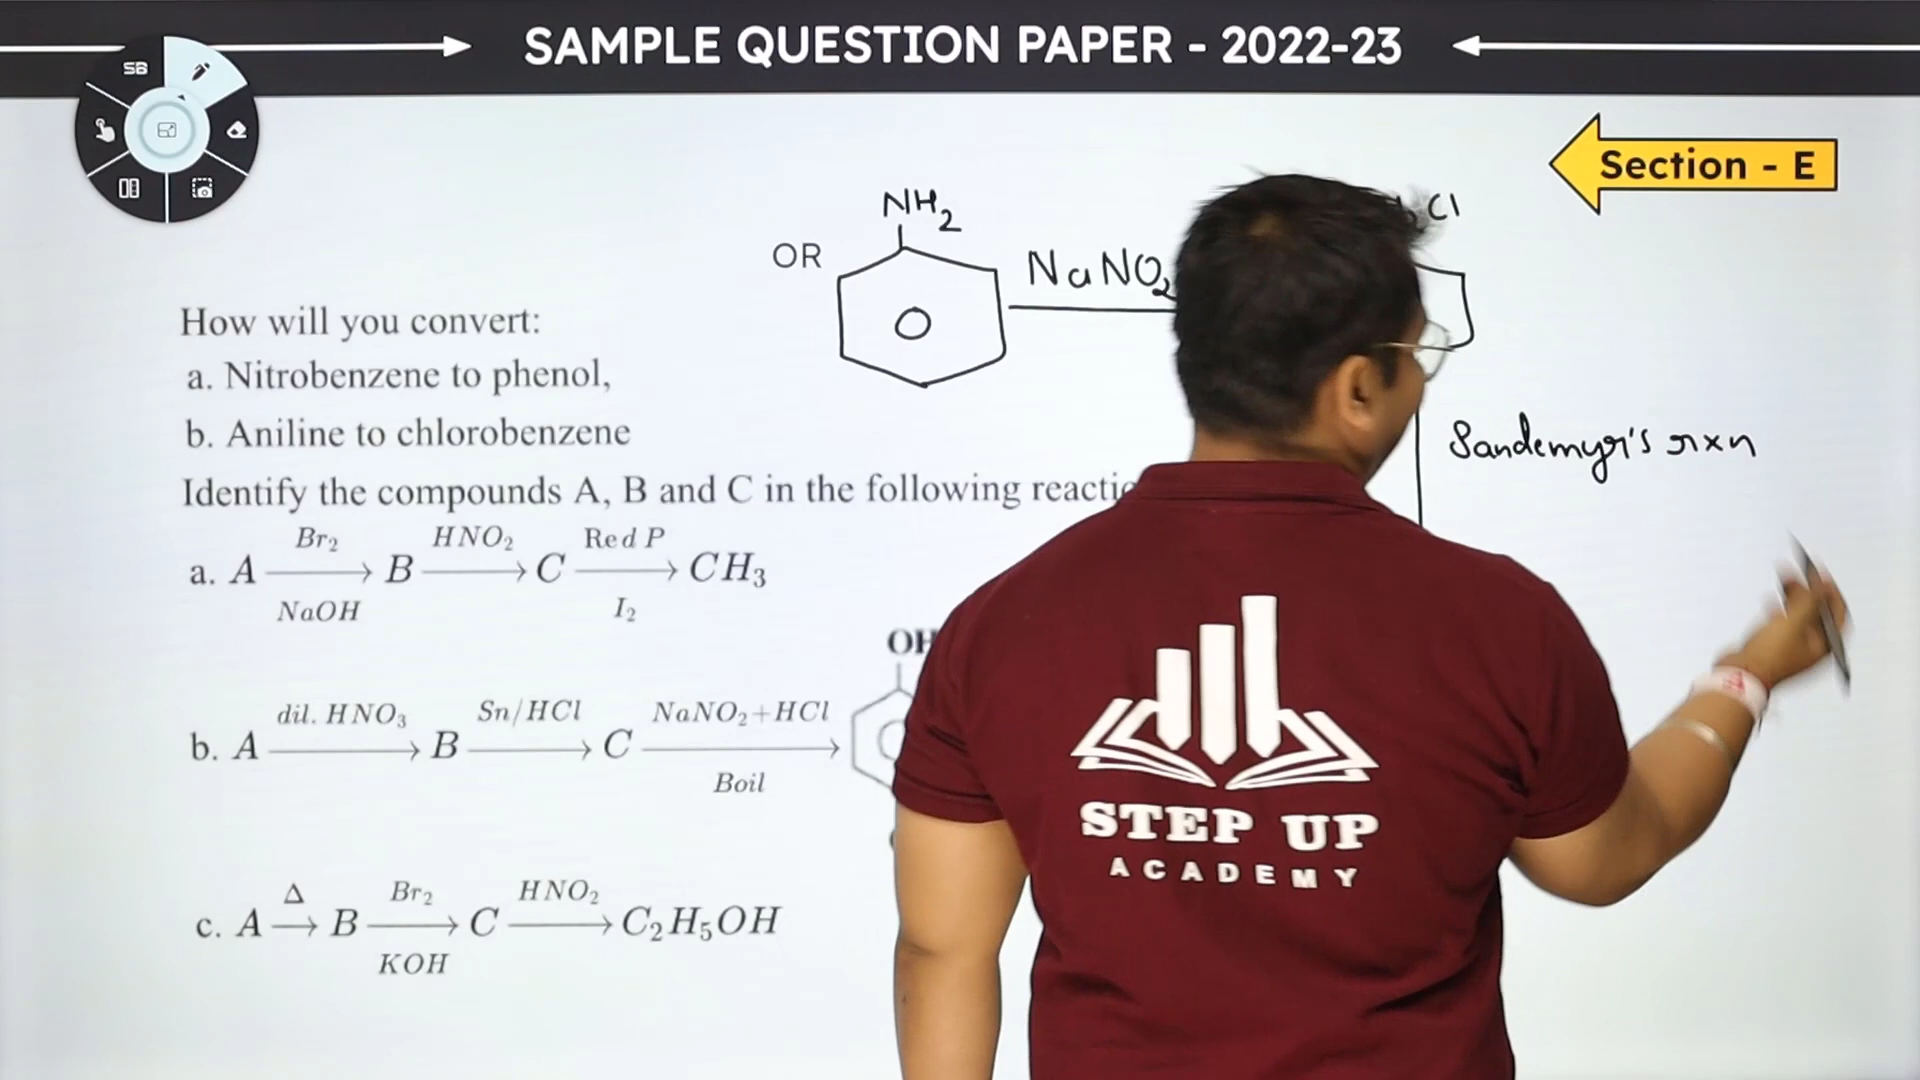 SAMPLE QUESTION PAPER - 2022-23
SB
Section - E
NH2
OR
NaNO2
Cl
How will you convert:
a. Nitrobenzene to phenol,
b. Aniline to chlorobenzene
Sandemyer's rxn
Identify the compounds A, B and C in the following
a. A Br2 NaOH → B HNO2 → C Red P I2 → CH3
OH
b. A dil. HNO3 → B Sn/HCl → C NaNO2+HCl Boil →
c. A Δ → B Br2 KOH → C HNO2 → C2H5OH
STEP UP
ACADEMY